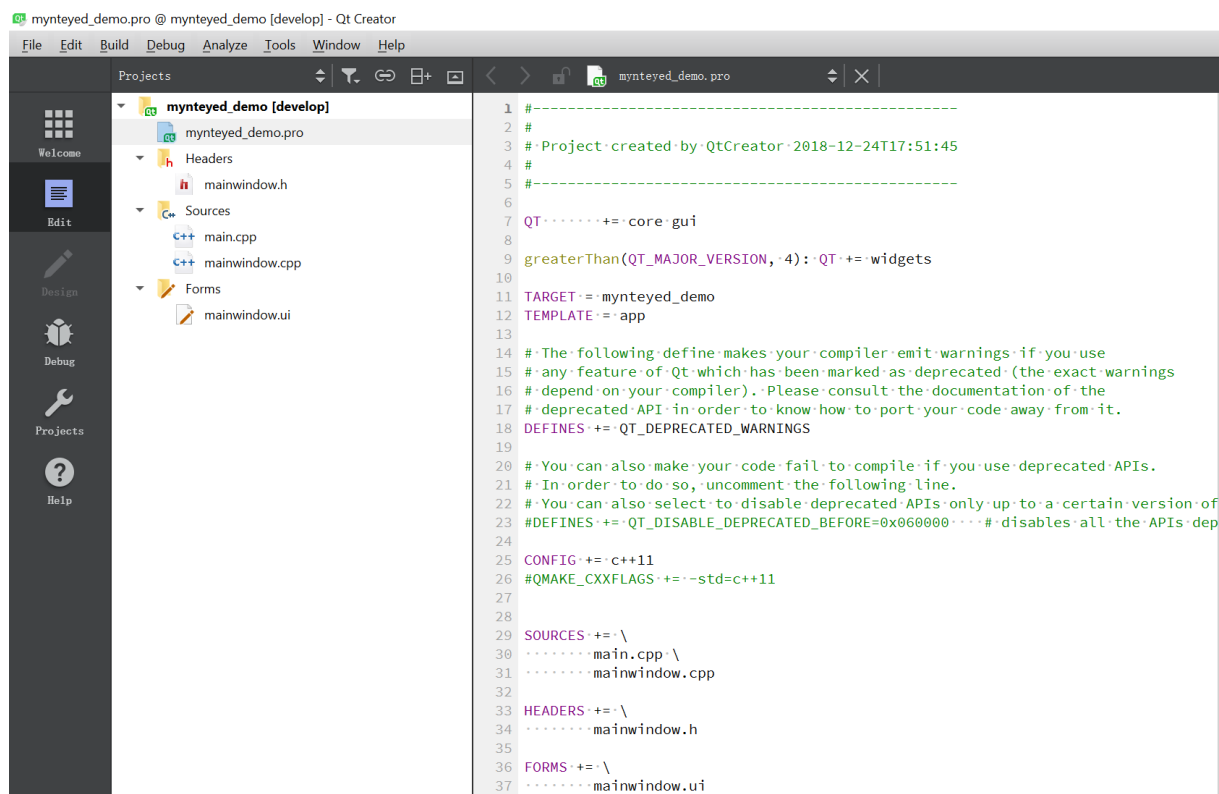 mynteyed_demo.pro @ mynteyed_demo [develop] - Qt Creator
File Edit Build Debug Analyze Tools Window Help
Projects
mynteyed_demo.pro
Welcome
Edit
Design
Debug
Projects
Help
mynteyed_demo [develop]
mynteyed_demo.pro
Headers
mainwindow.h
Sources
main.cpp
mainwindow.cpp
Forms
mainwindow.ui
1 #-------------------------------------------------
2 #
3 # Project created by QtCreator 2018-12-24T17:51:45
4 #
5 #-------------------------------------------------
6
7 QT       += core gui
8
9 greaterThan(QT_MAJOR_VERSION, 4): QT += widgets
10
11 TARGET = mynteyed_demo
12 TEMPLATE = app
13
14 # The following define makes your compiler emit warnings if you use
15 # any feature of Qt which has been marked as deprecated (the exact warnings
16 # depend on your compiler). Please consult the documentation of the
17 # deprecated API in order to know how to port your code away from it.
18 DEFINES += QT_DEPRECATED_WARNINGS
19
20 # You can also make your code fail to compile if you use deprecated APIs.
21 # In order to do so, uncomment the following line.
22 # You can also select to disable deprecated APIs only up to a certain version of
23 #DEFINES += QT_DISABLE_DEPRECATED_BEFORE=0x060000    # disables all the APIs dep
24
25 CONFIG += c++11
26 #QMAKE_CXXFLAGS += -std=c++11
27
28
29 SOURCES += \
30         main.cpp \
31         mainwindow.cpp
32
33 HEADERS += \
34         mainwindow.h
35
36 FORMS += \
37         mainwindow.ui